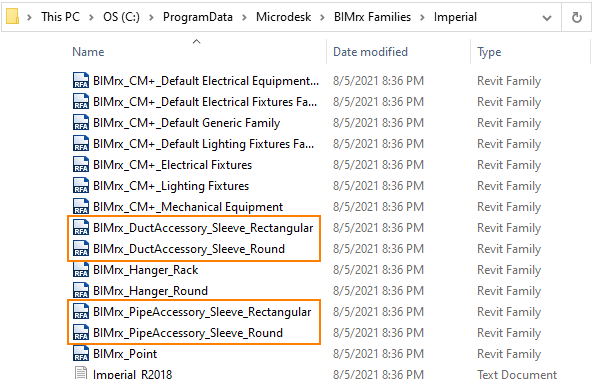 This PC > OS (C:) > ProgramData > Microdesk > BIMrx Families > Imperial
Name Date modified Type
BIMrx_CM+_Default Electrical Equipment... 8/5/2021 8:36 PM Revit Family
BIMrx_CM+_Default Electrical Fixtures Fa... 8/5/2021 8:36 PM Revit Family
BIMrx_CM+_Default Generic Family 8/5/2021 8:36 PM Revit Family
BIMrx_CM+_Default Lighting Fixtures Fa... 8/5/2021 8:36 PM Revit Family
BIMrx_CM+_Electrical Fixtures 8/5/2021 8:36 PM Revit Family
BIMrx_CM+_Lighting Fixtures 8/5/2021 8:36 PM Revit Family
BIMrx_CM+_Mechanical Equipment 8/5/2021 8:36 PM Revit Family
BIMrx_DuctAccessory_Sleeve_Rectangular 8/5/2021 8:36 PM Revit Family
BIMrx_DuctAccessory_Sleeve_Round 8/5/2021 8:36 PM Revit Family
BIMrx_Hanger_Rack 8/5/2021 8:36 PM Revit Family
BIMrx_Hanger_Round 8/5/2021 8:36 PM Revit Family
BIMrx_PipeAccessory_Sleeve_Rectangular 8/5/2021 8:36 PM Revit Family
BIMrx_PipeAccessory_Sleeve_Round 8/5/2021 8:36 PM Revit Family
BIMrx_Point 8/5/2021 8:36 PM Revit Family
Imperial_R2018 8/5/2021 8:36 PM Text Document